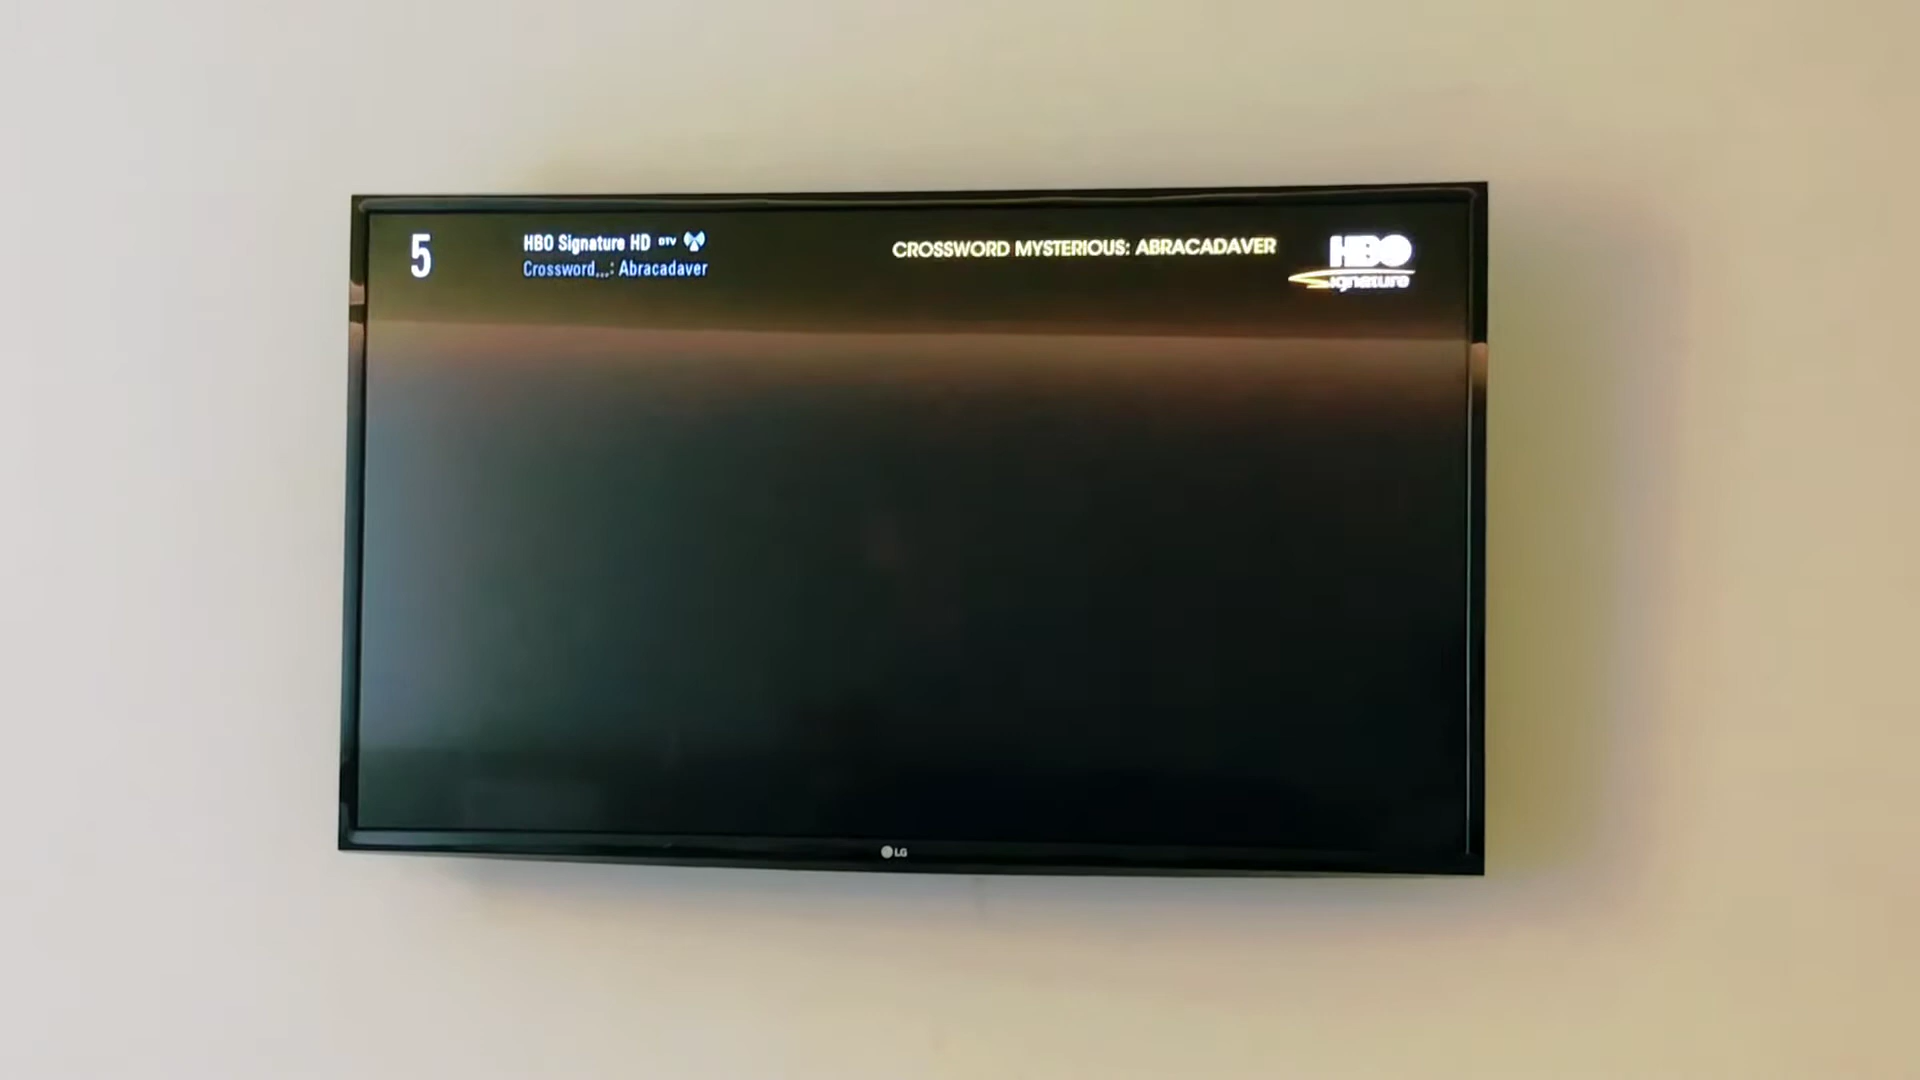 5
HBO Signature HD DTV
Crossword...: Abracadaver
CROSSWORD MYSTERIOUS: ABRACADAVER
HBO
Signature
LG